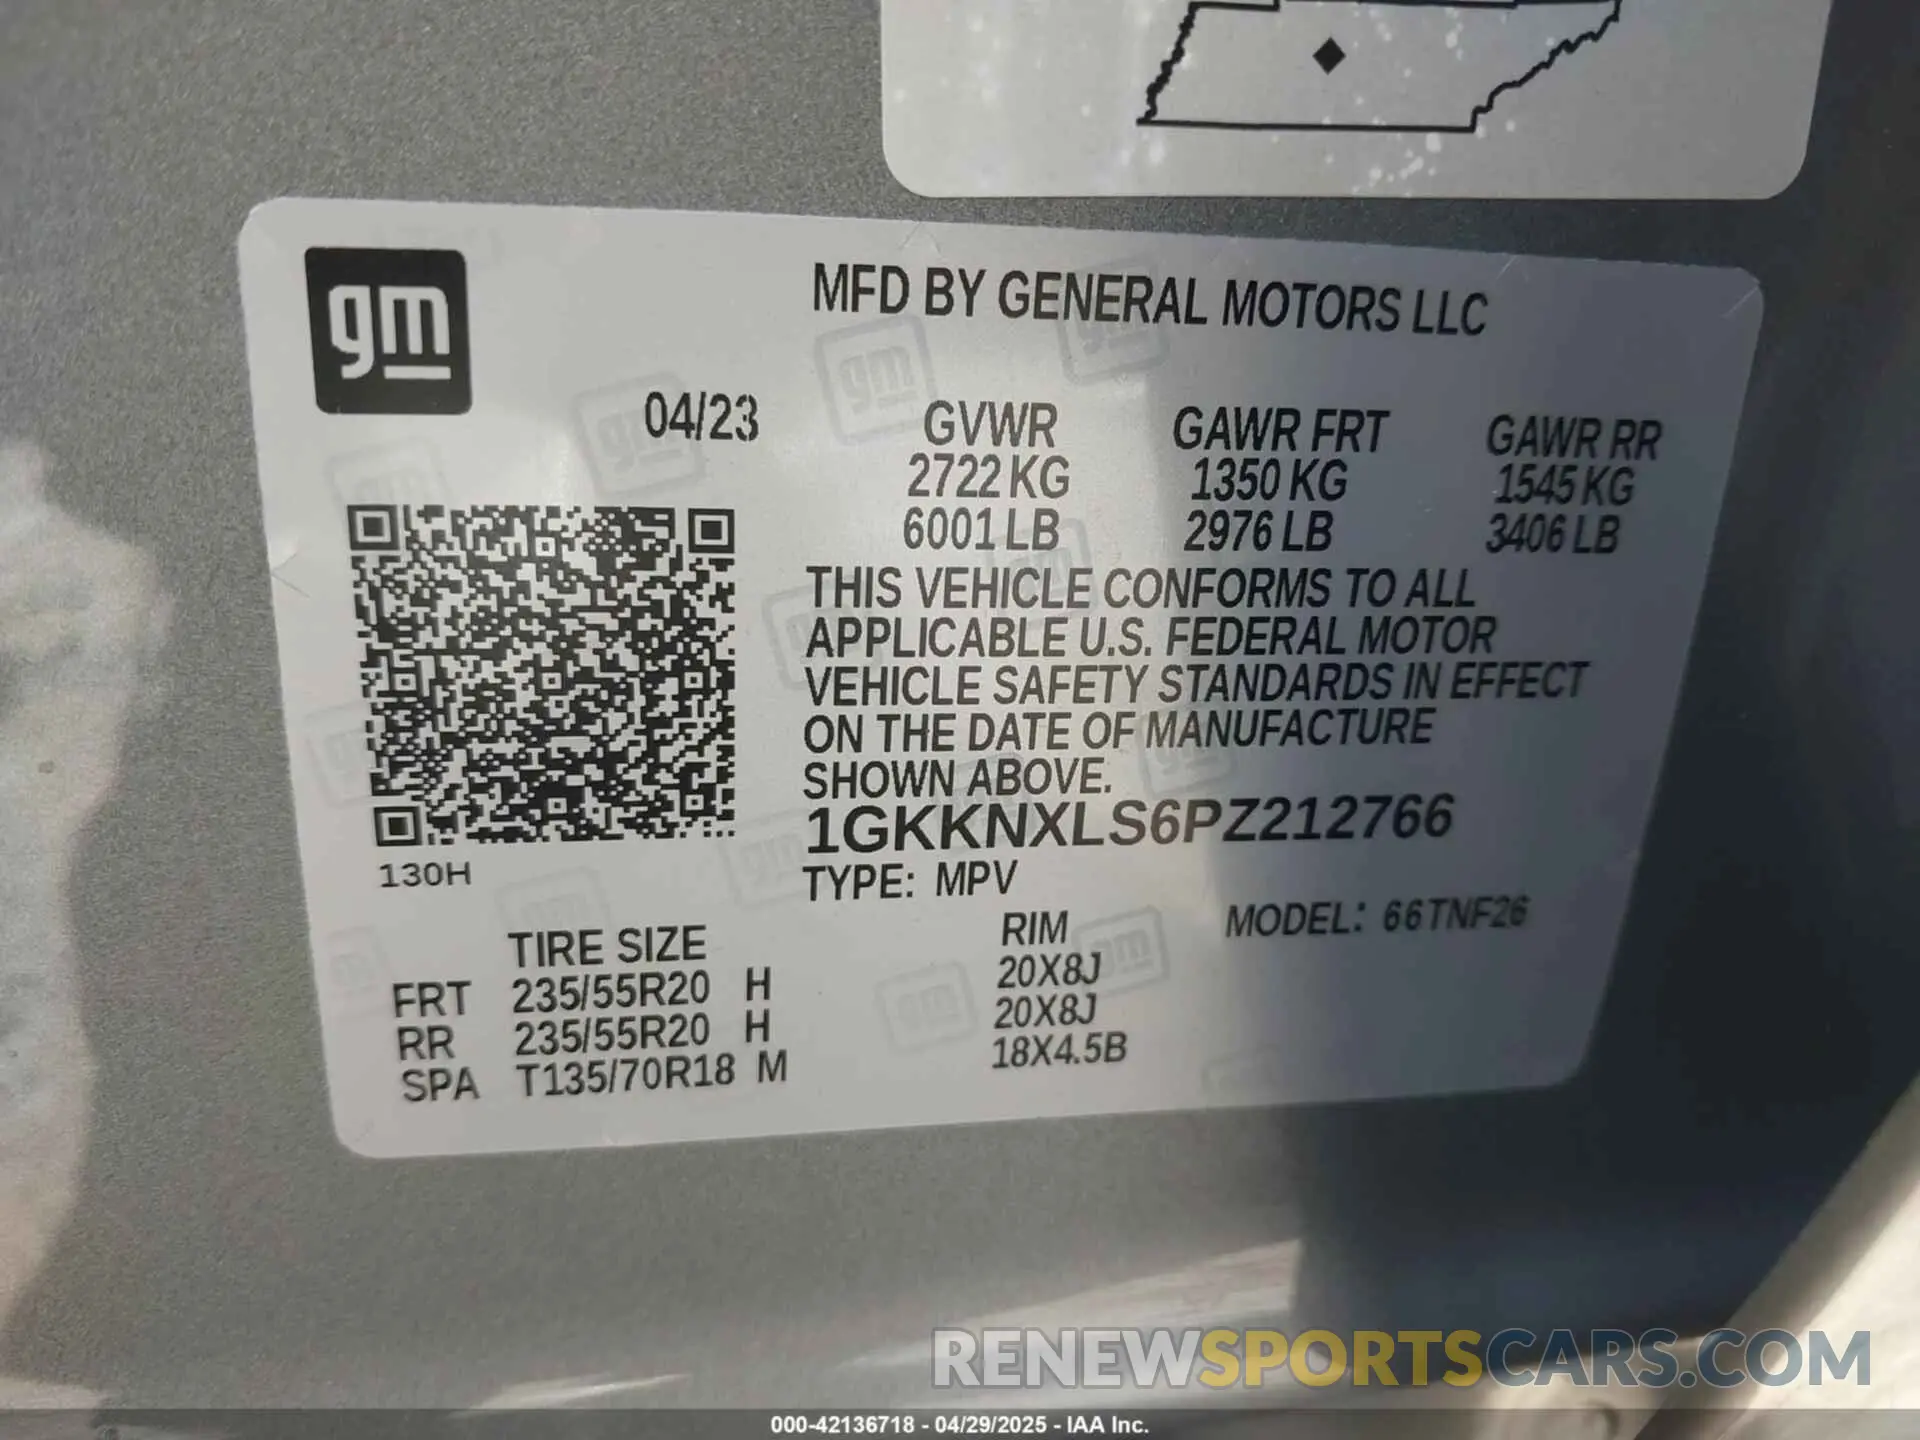 gm
MFD BY GENERAL MOTORS LLC
04/23
GVWR GAWR FRT GAWR RR
2722 KG 1350 KG 1545 KG
6001 LB 2976 LB 3406 LB
THIS VEHICLE CONFORMS TO ALL
APPLICABLE U.S. FEDERAL MOTOR
VEHICLE SAFETY STANDARDS IN EFFECT
ON THE DATE OF MANUFACTURE
SHOWN ABOVE.
1GKKNXLS6PZ212766
130H
TYPE: MPV
MODEL: 66TNF26
TIRE SIZE RIM
FRT 235/55R20 H 20X8J
RR 235/55R20 H 20X8J
SPA T135/70R18 M 18X4.5B
RENEWSPORTSCARS.COM
000-42136718 - 04/29/2025 - IAA Inc.